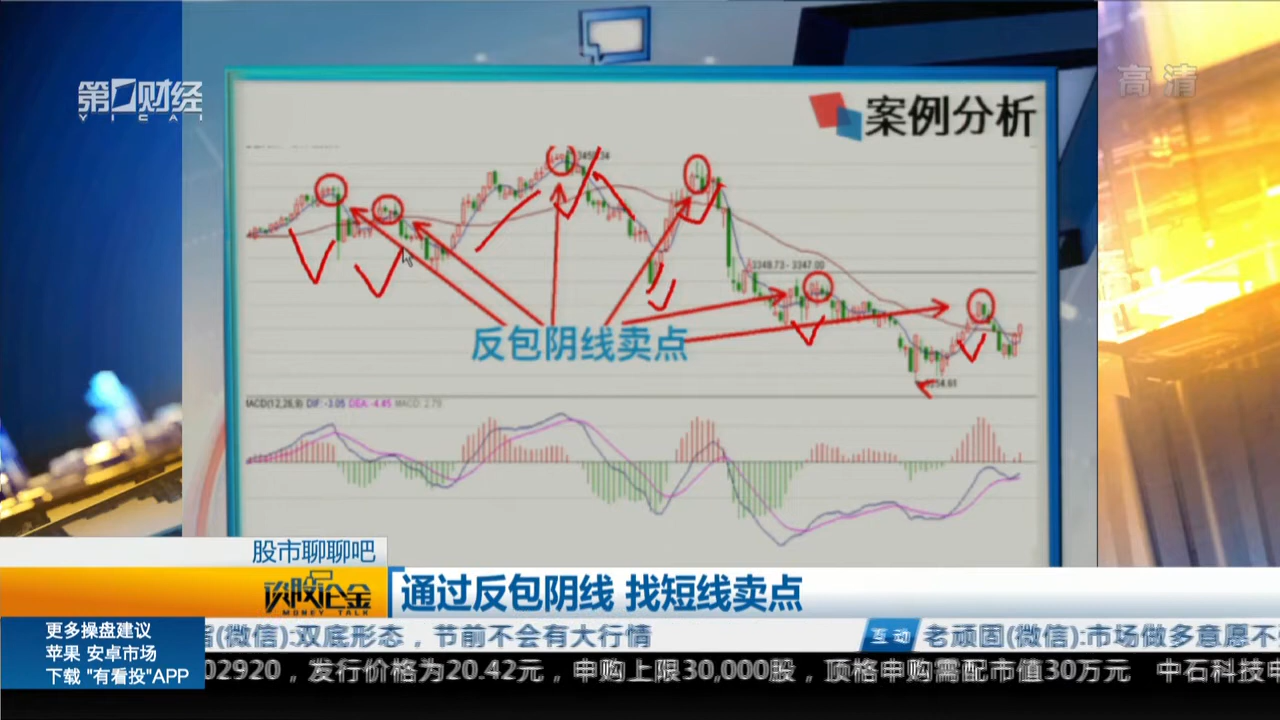 第一财经
YICAI
高清
案例分析
3349.73-3347.00
反包阴线卖点
MACD(12,26,9) DIF:-3.05 DEA:-4.45 MACD:2.79
股市聊聊吧
谈股论金
MONEY TALK
通过反包阴线 找短线卖点
更多操盘建议
苹果 安卓市场
下载 "有看投"APP
(微信):双底形态，节前不会有大行情
互动 老顽固(微信):市场做多意愿不
02920，发行价格为20.42元，申购上限30,000股，顶格申购需配市值30万元 中石科技申